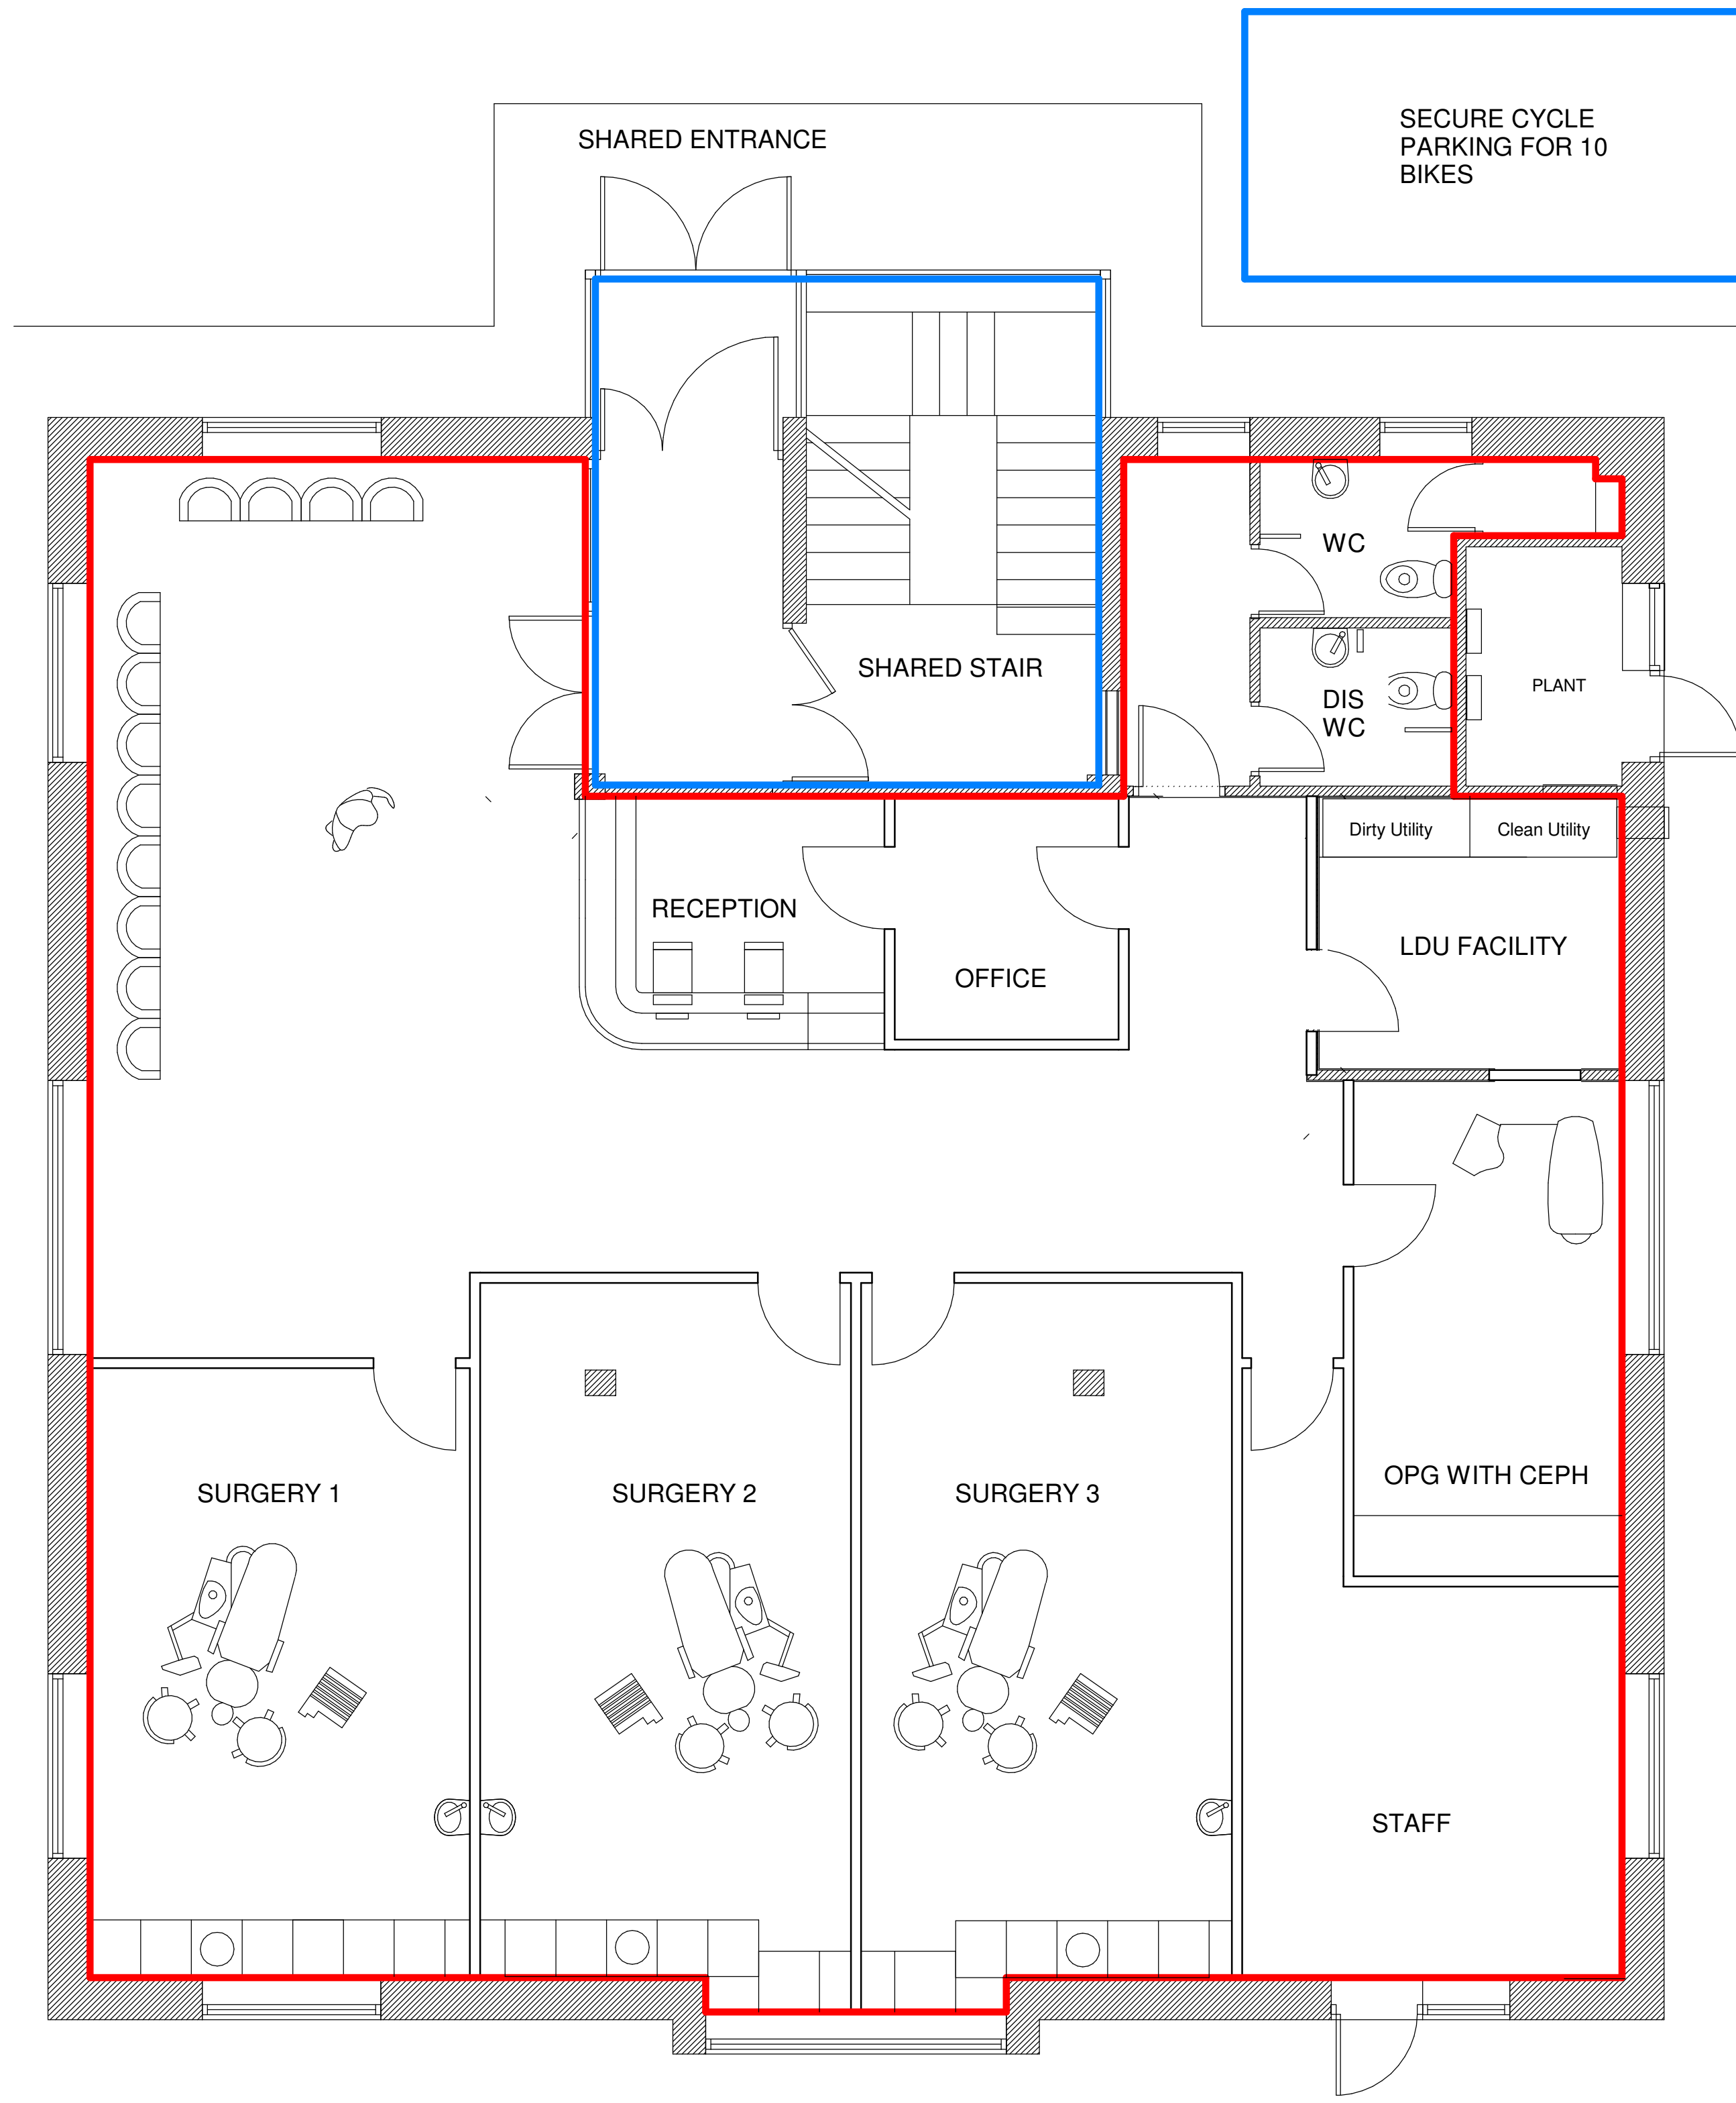 SECURE CYCLE
PARKING FOR 10
BIKES
SHARED ENTRANCE
WC
SHARED STAIR
DIS
WC
PLANT
Dirty Utility
Clean Utility
RECEPTION
LDU FACILITY
OFFICE
OPG WITH CEPH
SURGERY 1
SURGERY 2
SURGERY 3
STAFF